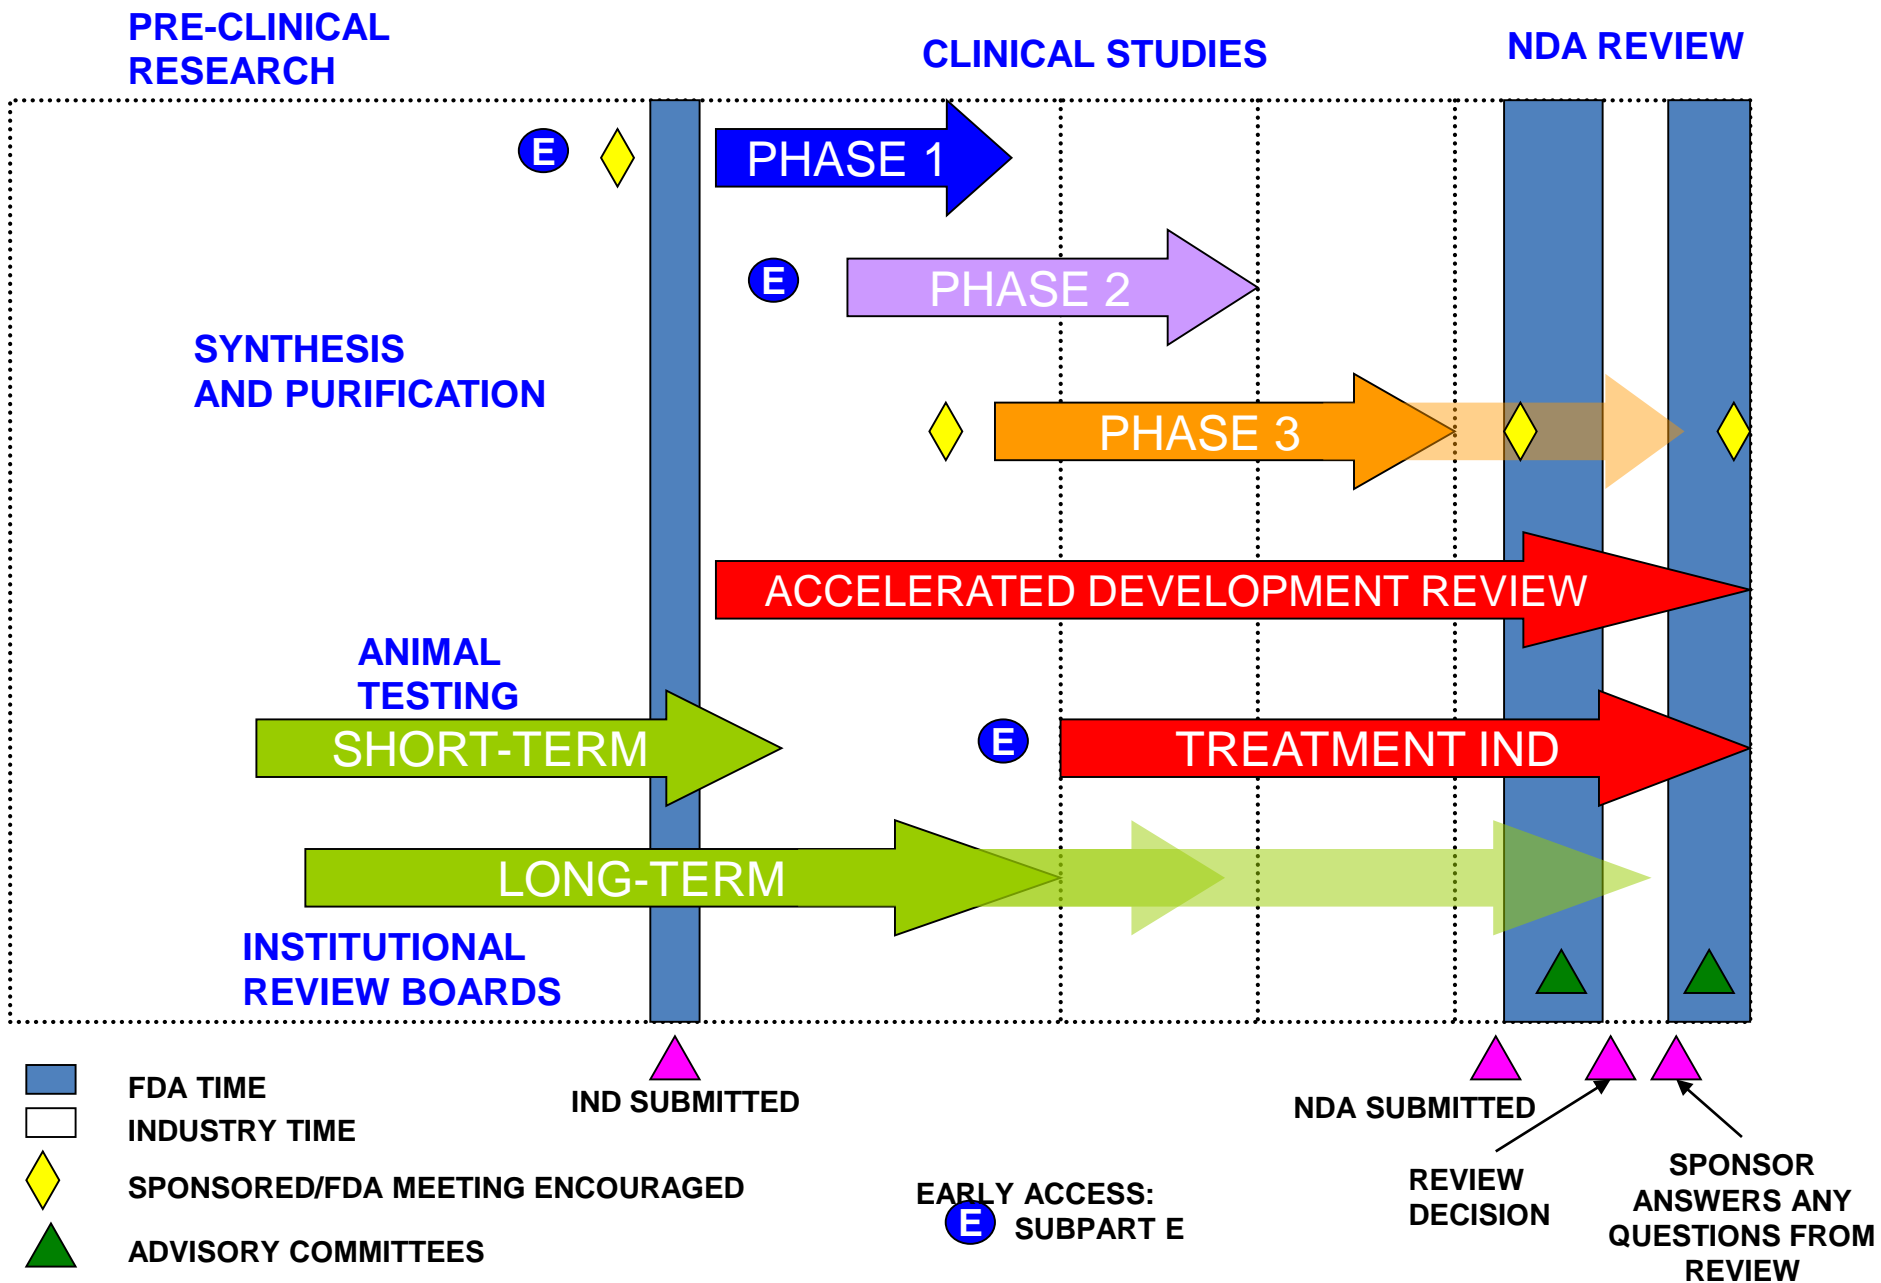 PRE-CLINICAL
RESEARCH
CLINICAL STUDIES
NDA REVIEW
E
PHASE 1
E
PHASE 2
SYNTHESIS
AND PURIFICATION
PHASE 3
ACCELERATED DEVELOPMENT REVIEW
ANIMAL
TESTING
SHORT-TERM
E
TREATMENT IND
LONG-TERM
INSTITUTIONAL
REVIEW BOARDS
FDA TIME
INDUSTRY TIME
SPONSORED/FDA MEETING ENCOURAGED
ADVISORY COMMITTEES
IND SUBMITTED
EARLY ACCESS:
E SUBPART E
NDA SUBMITTED
REVIEW
DECISION
SPONSOR
ANSWERS ANY
QUESTIONS FROM
REVIEW